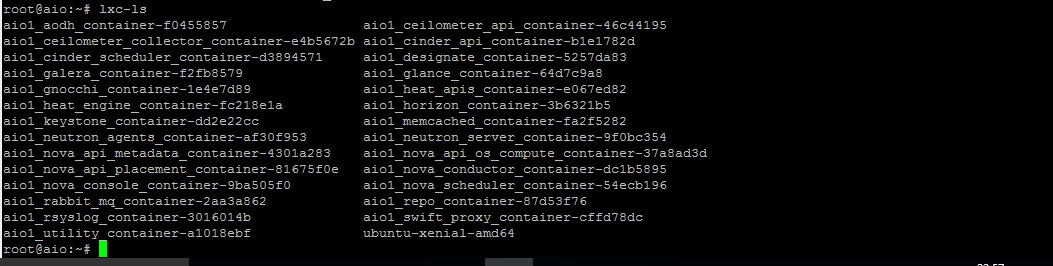 root@aio:~# lxc-ls
aio1_aodh_container-f0455857 aio1_ceilometer_api_container-46c44195
aio1_ceilometer_collector_container-e4b5672b aio1_cinder_api_container-b1e1782d
aio1_cinder_scheduler_container-d3894571 aio1_designate_container-5257da83
aio1_galera_container-f2fb8579 aio1_glance_container-64d7c9a8
aio1_gnocchi_container-1e4e7d89 aio1_heat_apis_container-e067ed82
aio1_heat_engine_container-fc218e1a aio1_horizon_container-3b6321b5
aio1_keystone_container-dd2e22cc aio1_memcached_container-fa2f5282
aio1_neutron_agents_container-af30f953 aio1_neutron_server_container-9f0bc354
aio1_nova_api_metadata_container-4301a283 aio1_nova_api_os_compute_container-37a8ad3d
aio1_nova_api_placement_container-81675f0e aio1_nova_conductor_container-dc1b5895
aio1_nova_console_container-9ba505f0 aio1_nova_scheduler_container-54ecb196
aio1_rabbit_mq_container-2aa3a862 aio1_repo_container-87d53f76
aio1_rsyslog_container-3016014b aio1_swift_proxy_container-cffd78dc
aio1_utility_container-a1018ebf ubuntu-xenial-amd64
root@aio:~#